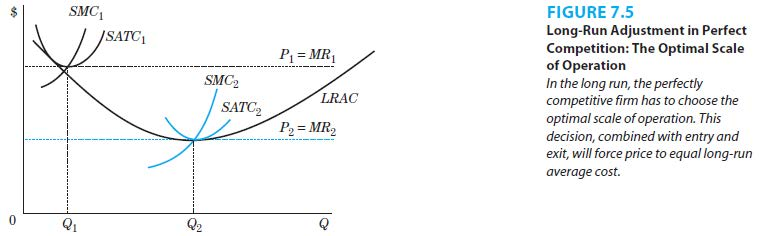 $
SMC1
SATC1
P1 = MR1
SMC2
SATC2
LRAC
P2 = MR2
0
Q1
Q2
Q
FIGURE 7.5
Long-Run Adjustment in Perfect
Competition: The Optimal Scale
of Operation
In the long run, the perfectly
competitive firm has to choose the
optimal scale of operation. This
decision, combined with entry and
exit, will force price to equal long-run
average cost.